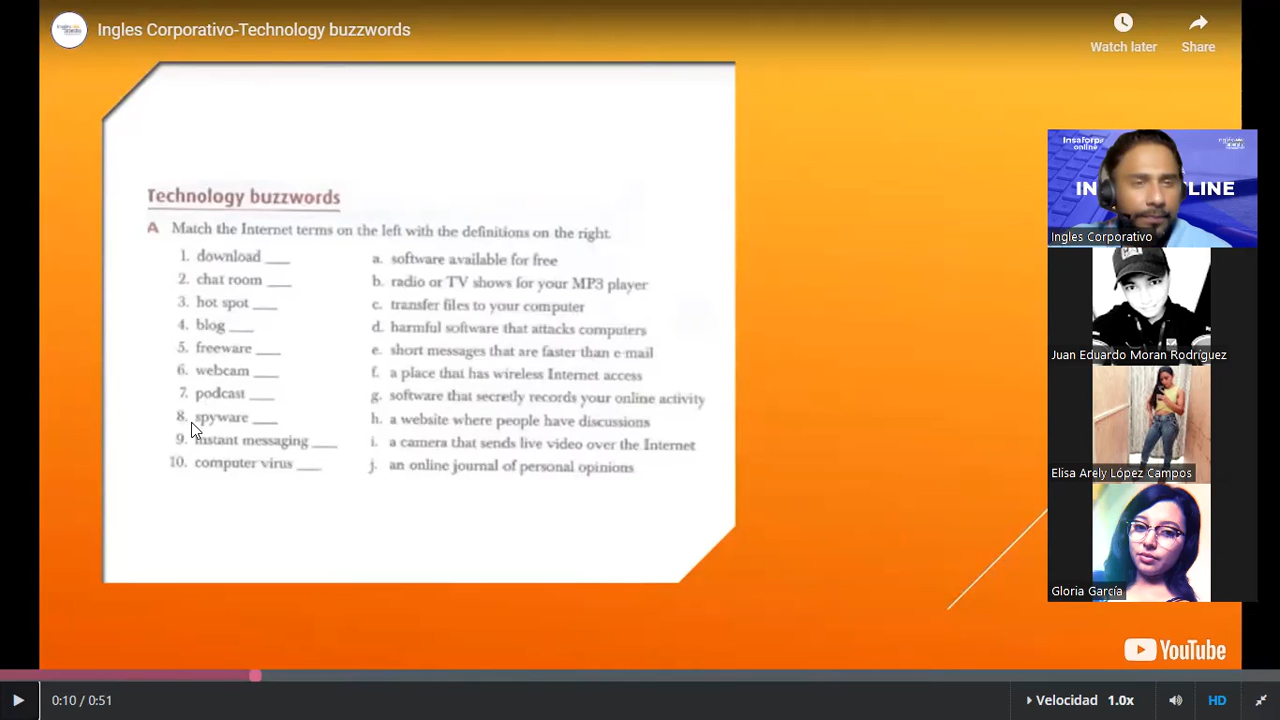 Ingles Corporativo-Technology buzzwords
Watch later
Share
Technology buzzwords
A Match the Internet terms on the left with the definitions on the right.
1. download ___ a. software available for free
2. chat room ___ b. radio or TV shows for your MP3 player
3. hot spot ___ c. transfer files to your computer
4. blog ___ d. harmful software that attacks computers
5. freeware ___ e. short messages that are faster than e-mail
6. webcam ___ f. a place that has wireless Internet access
7. podcast ___ g. software that secretly records your online activity
8. spyware ___ h. a website where people have discussions
9. instant messaging ___ i. a camera that sends live video over the Internet
10. computer virus ___ j. an online journal of personal opinions
Insaforp
online
IN
LINE
Ingles Corporativo
Juan Eduardo Moran Rodríguez
Elisa Arely López Campos
Gloria García
YouTube
0:10 / 0:51
Velocidad 1.0x
HD